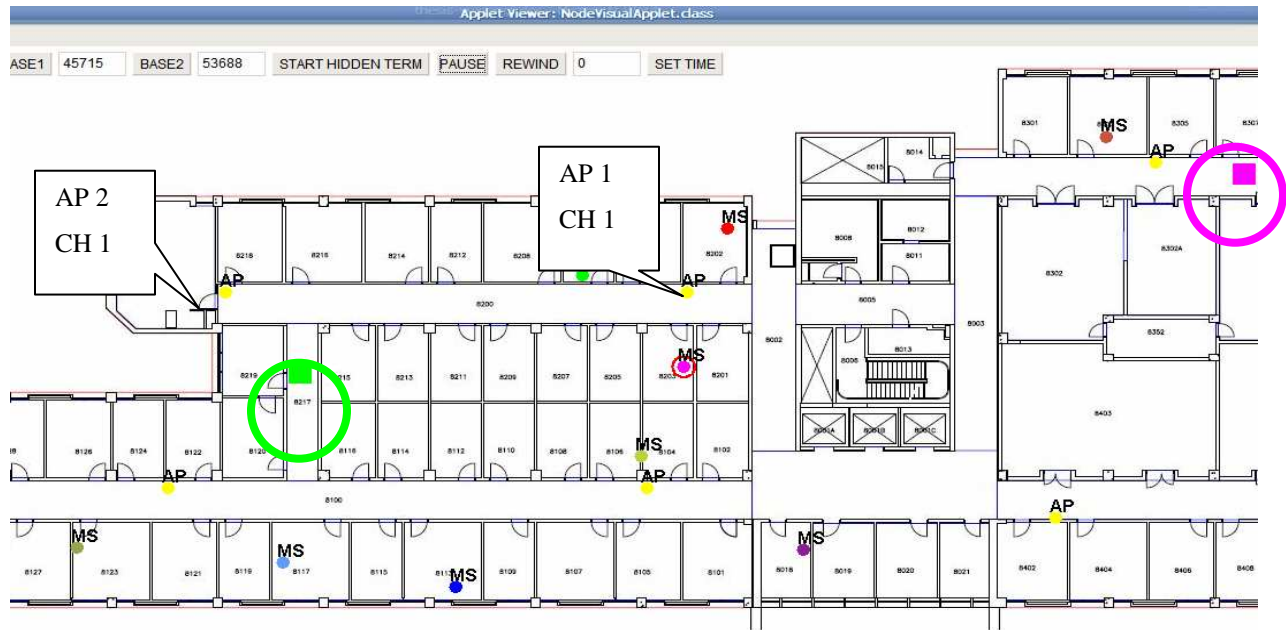 Applet Viewer: NodeVisualApplet.class
ASE1 45715 BASE2 53688 START HIDDEN TERM PAUSE REWIND 0 SET TIME
8301 MS 8305 8307
AP
8014
8015
AP 2
CH 1
AP 1
CH 1
MS
8218 8216 8214 8212 8208 8202
8008 8012
8011
8302 8302A
AP AP
8200
8005
8003
8002
8352
8219 8215 8213 8211 8209 8207 8205 8203 MS 8201
8006 8013
8217
8403
8001A 8001B 8001C
8126 8124 8122 8120 8116 8114 8112 8110 8108 8106 MS 8104 8102
AP AP
8100
AP
MS MS MS MS
8127 8123 8121 8119 8117 8115 8109 8107 8105 8101 8018 8019 8020 8021 8402 8404 8406 8408